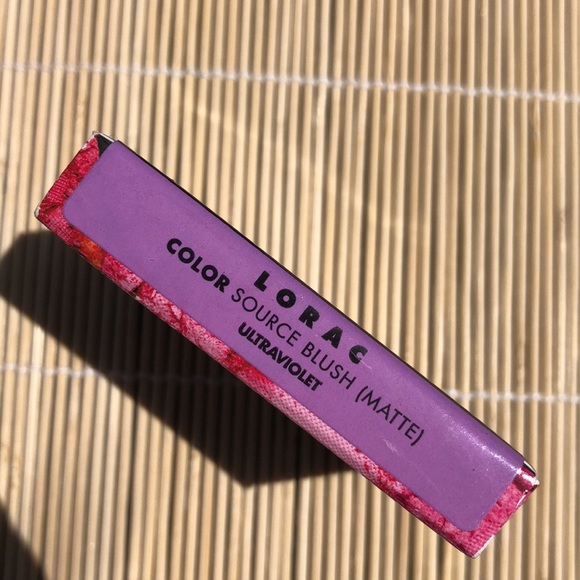 LORAC
COLOR SOURCE BLUSH (MATTE)
ULTRAVIOLET